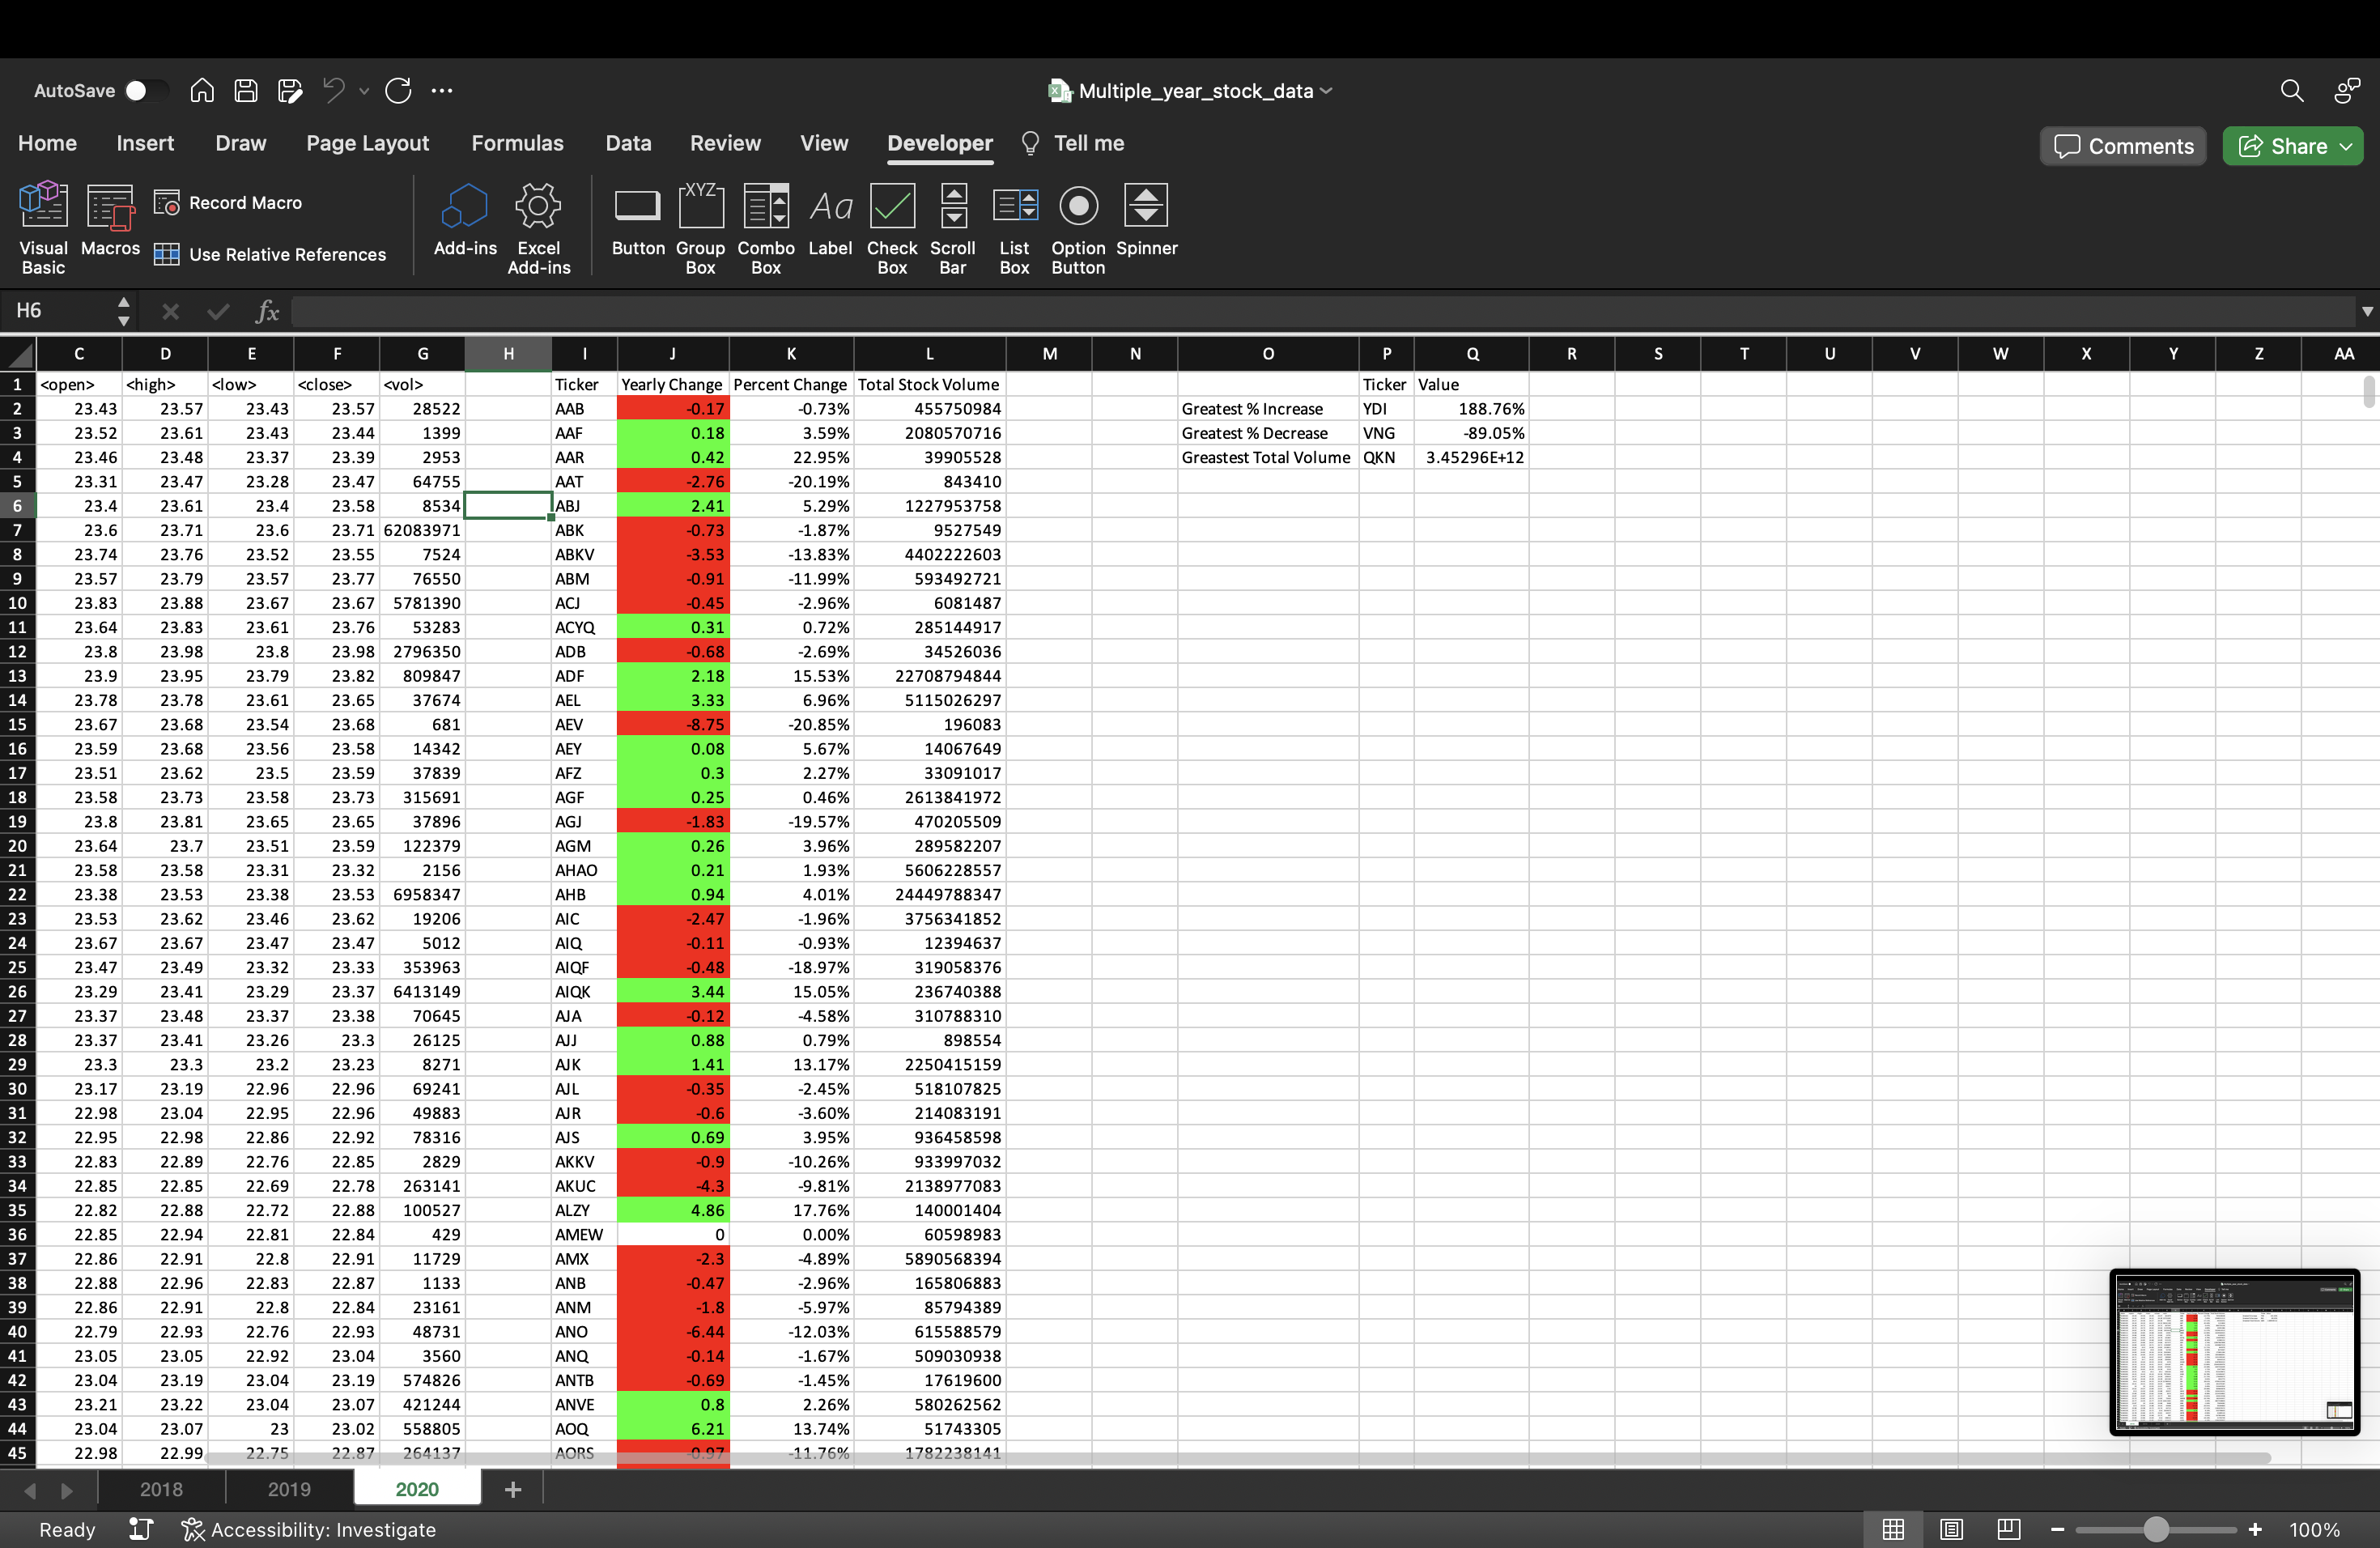 AutoSave
Multiple_year_stock_data
Home Insert Draw Page Layout Formulas Data Review View Developer Tell me Comments Share
Visual Basic Macros Record Macro Use Relative References Add-ins Excel Add-ins Button Group Box Combo Box Label Check Box Scroll Bar List Box Option Button Spinner
XYZ Aa
H6 fx
C D E F G H I J K L M N O P Q R S T U V W X Y Z AA
1 <open> <high> <low> <close> <vol> Ticker Yearly Change Percent Change Total Stock Volume Ticker Value
2 23.43 23.57 23.43 23.57 28522 AAB -0.17 -0.73% 455750984 Greatest % Increase YDI 188.76%
3 23.52 23.61 23.43 23.44 1399 AAF 0.18 3.59% 2080570716 Greatest % Decrease VNG -89.05%
4 23.46 23.48 23.37 23.39 2953 AAR 0.42 22.95% 39905528 Greastest Total Volume QKN 3.45296E+12
5 23.31 23.47 23.28 23.47 64755 AAT -2.76 -20.19% 843410
6 23.4 23.61 23.4 23.58 8534 ABJ 2.41 5.29% 1227953758
7 23.6 23.71 23.6 23.71 62083971 ABK -0.73 -1.87% 9527549
8 23.74 23.76 23.52 23.55 7524 ABKV -3.53 -13.83% 4402222603
9 23.57 23.79 23.57 23.77 76550 ABM -0.91 -11.99% 593492721
10 23.83 23.88 23.67 23.67 5781390 ACJ -0.45 -2.96% 6081487
11 23.64 23.83 23.61 23.76 53283 ACYQ 0.31 0.72% 285144917
12 23.8 23.98 23.8 23.98 2796350 ADB -0.68 -2.69% 34526036
13 23.9 23.95 23.79 23.82 809847 ADF 2.18 15.53% 22708794844
14 23.78 23.78 23.61 23.65 37674 AEL 3.33 6.96% 5115026297
15 23.67 23.68 23.54 23.68 681 AEV -8.75 -20.85% 196083
16 23.59 23.68 23.56 23.58 14342 AEY 0.08 5.67% 14067649
17 23.51 23.62 23.5 23.59 37839 AFZ 0.3 2.27% 33091017
18 23.58 23.73 23.58 23.73 315691 AGF 0.25 0.46% 2613841972
19 23.8 23.81 23.65 23.65 37896 AGJ -1.83 -19.57% 470205509
20 23.64 23.7 23.51 23.59 122379 AGM 0.26 3.96% 289582207
21 23.58 23.58 23.31 23.32 2156 AHAO 0.21 1.93% 5606228557
22 23.38 23.53 23.38 23.53 6958347 AHB 0.94 4.01% 24449788347
23 23.53 23.62 23.46 23.62 19206 AIC -2.47 -1.96% 3756341852
24 23.67 23.67 23.47 23.47 5012 AIQ -0.11 -0.93% 12394637
25 23.47 23.49 23.32 23.33 353963 AIQF -0.48 -18.97% 319058376
26 23.29 23.41 23.29 23.37 6413149 AIQK 3.44 15.05% 236740388
27 23.37 23.48 23.37 23.38 70645 AJA -0.12 -4.58% 310788310
28 23.37 23.41 23.26 23.3 26125 AJJ 0.88 0.79% 898554
29 23.3 23.3 23.2 23.23 8271 AJK 1.41 13.17% 2250415159
30 23.17 23.19 22.96 22.96 69241 AJL -0.35 -2.45% 518107825
31 22.98 23.04 22.95 22.96 49883 AJR -0.6 -3.60% 214083191
32 22.95 22.98 22.86 22.92 78316 AJS 0.69 3.95% 936458598
33 22.83 22.89 22.76 22.85 2829 AKKV -0.9 -10.26% 933997032
34 22.85 22.85 22.69 22.78 263141 AKUC -4.3 -9.81% 2138977083
35 22.82 22.88 22.72 22.88 100527 ALZY 4.86 17.76% 140001404
36 22.85 22.94 22.81 22.84 429 AMEW 0 0.00% 60598983
37 22.86 22.91 22.8 22.91 11729 AMX -2.3 -4.89% 5890568394
38 22.88 22.96 22.83 22.87 1133 ANB -0.47 -2.96% 165806883
39 22.86 22.91 22.8 22.84 23161 ANM -1.8 -5.97% 85794389
40 22.79 22.93 22.76 22.93 48731 ANO -6.44 -12.03% 615588579
41 23.05 23.05 22.92 23.04 3560 ANQ -0.14 -1.67% 509030938
42 23.04 23.19 23.04 23.19 574826 ANTB -0.69 -1.45% 17619600
43 23.21 23.22 23.04 23.07 421244 ANVE 0.8 2.26% 580262562
44 23.04 23.07 23 23.02 558805 AOQ 6.21 13.74% 51743305
45 22.98 22.99 22.75 22.87 264137 AORS -0.97 -11.76% 1782238141
2018 2019 2020
Ready Accessibility: Investigate 100%